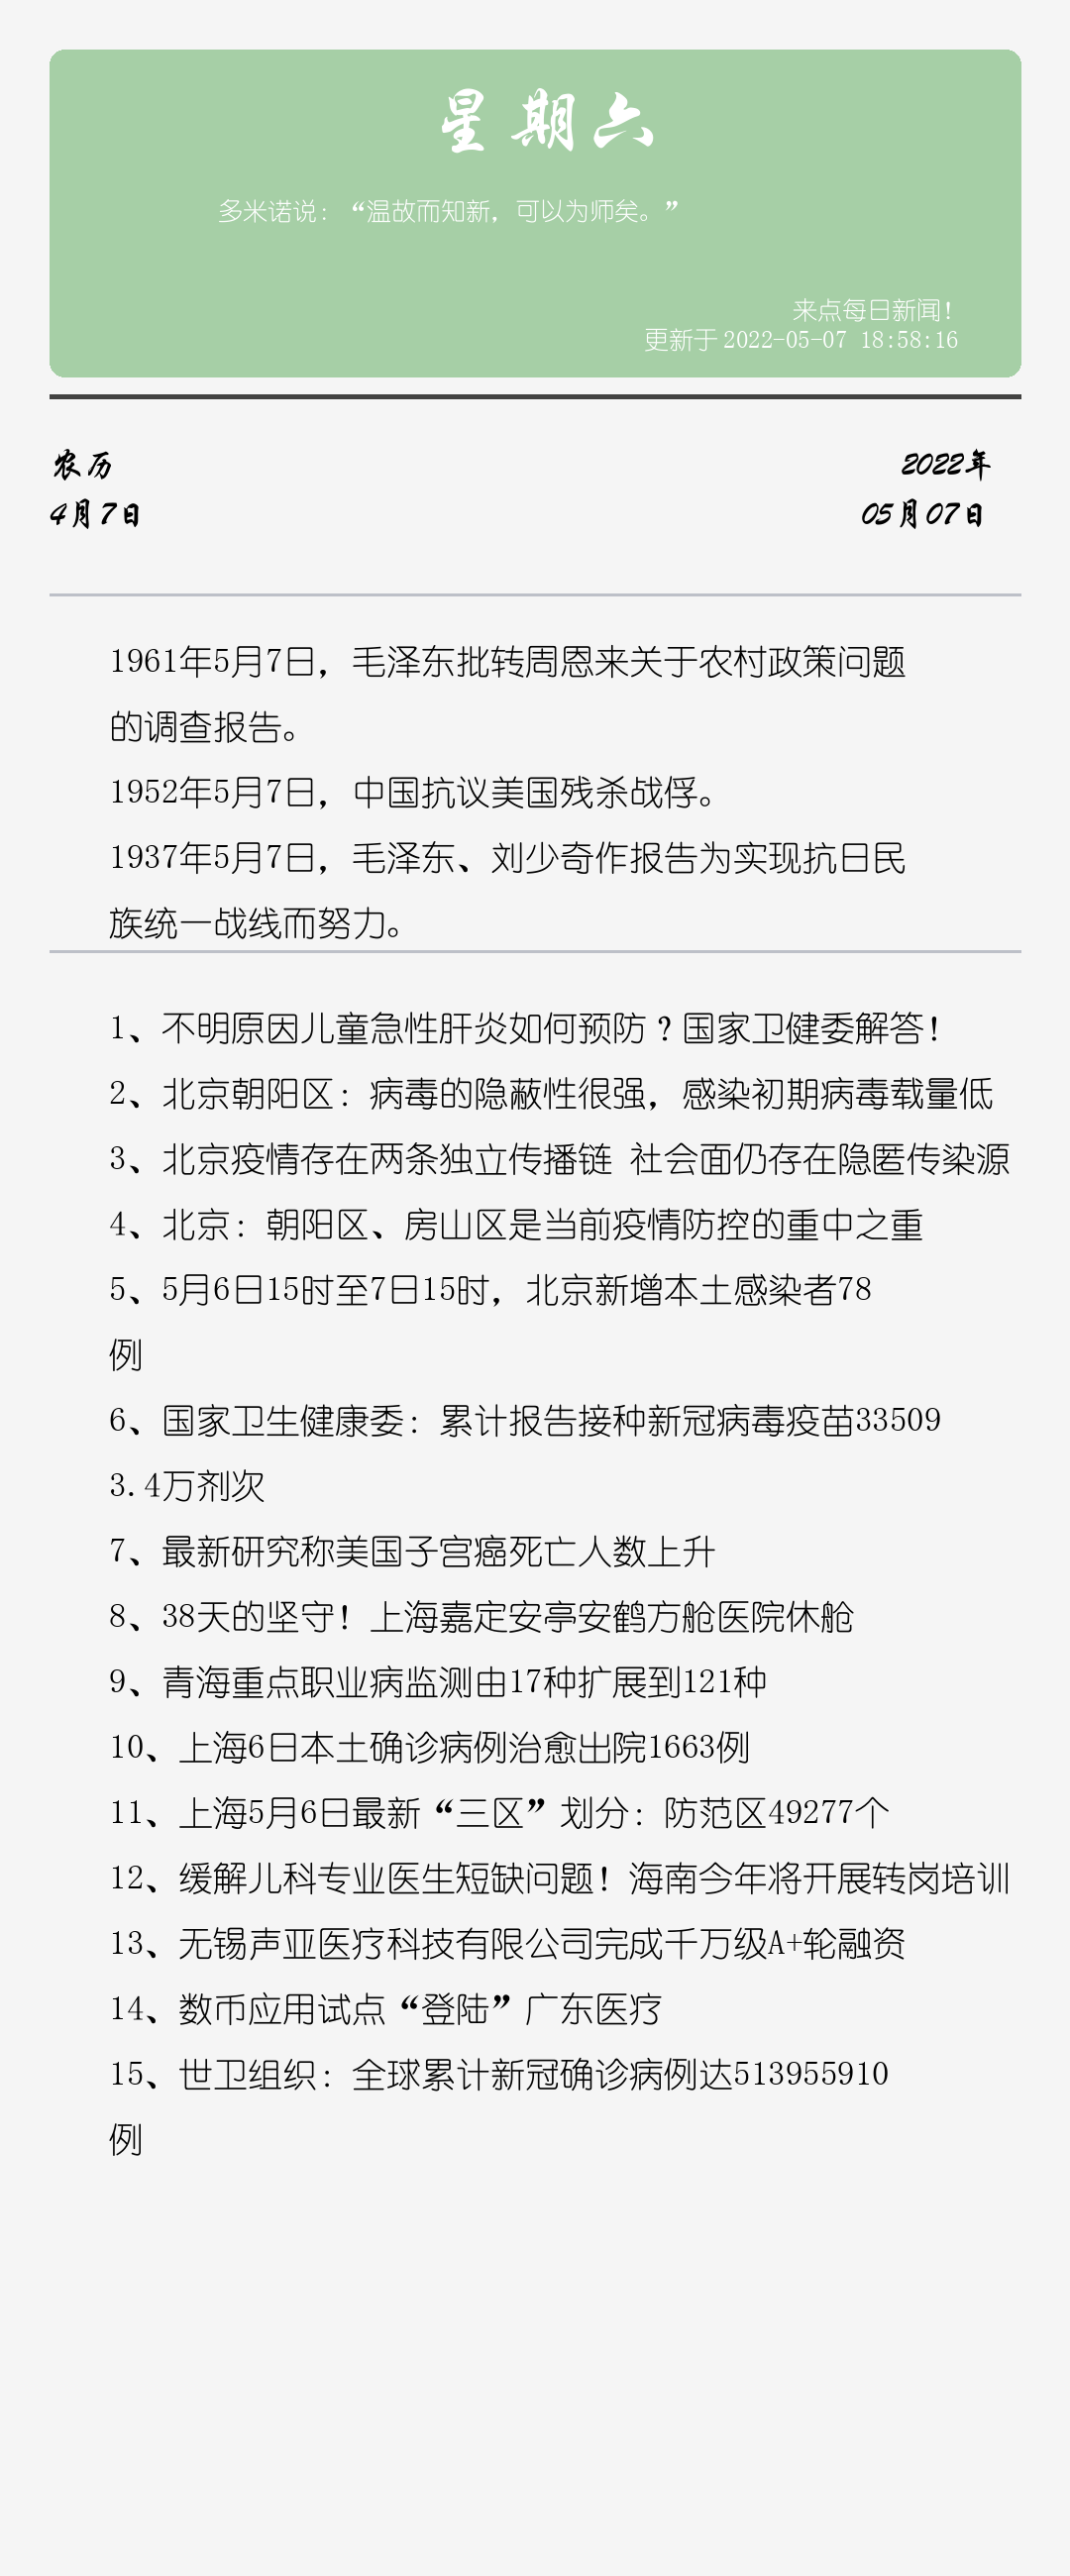 星期六
多米诺说：“温故而知新，可以为师矣。”
来点每日新闻！
更新于2022-05-07 18:58:16
农历
2022年
4月7日
05月07日
1961年5月7日，毛泽东批转周恩来关于农村政策问题
的调查报告。
1952年5月7日，中国抗议美国残杀战俘。
1937年5月7日，毛泽东、刘少奇作报告为实现抗日民
族统一战线而努力。
1、不明原因儿童急性肝炎如何预防？国家卫健委解答！
2、北京朝阳区：病毒的隐蔽性很强，感染初期病毒载量低
3、北京疫情存在两条独立传播链 社会面仍存在隐匿传染源
4、北京：朝阳区、房山区是当前疫情防控的重中之重
5、5月6日15时至7日15时，北京新增本土感染者78
例
6、国家卫生健康委：累计报告接种新冠病毒疫苗33509
3.4万剂次
7、最新研究称美国子宫癌死亡人数上升
8、38天的坚守！上海嘉定安亭安鹤方舱医院休舱
9、青海重点职业病监测由17种扩展到121种
10、上海6日本土确诊病例治愈出院1663例
11、上海5月6日最新“三区”划分：防范区49277个
12、缓解儿科专业医生短缺问题！海南今年将开展转岗培训
13、无锡声亚医疗科技有限公司完成千万级A+轮融资
14、数币应用试点“登陆”广东医疗
15、世卫组织：全球累计新冠确诊病例达513955910
例